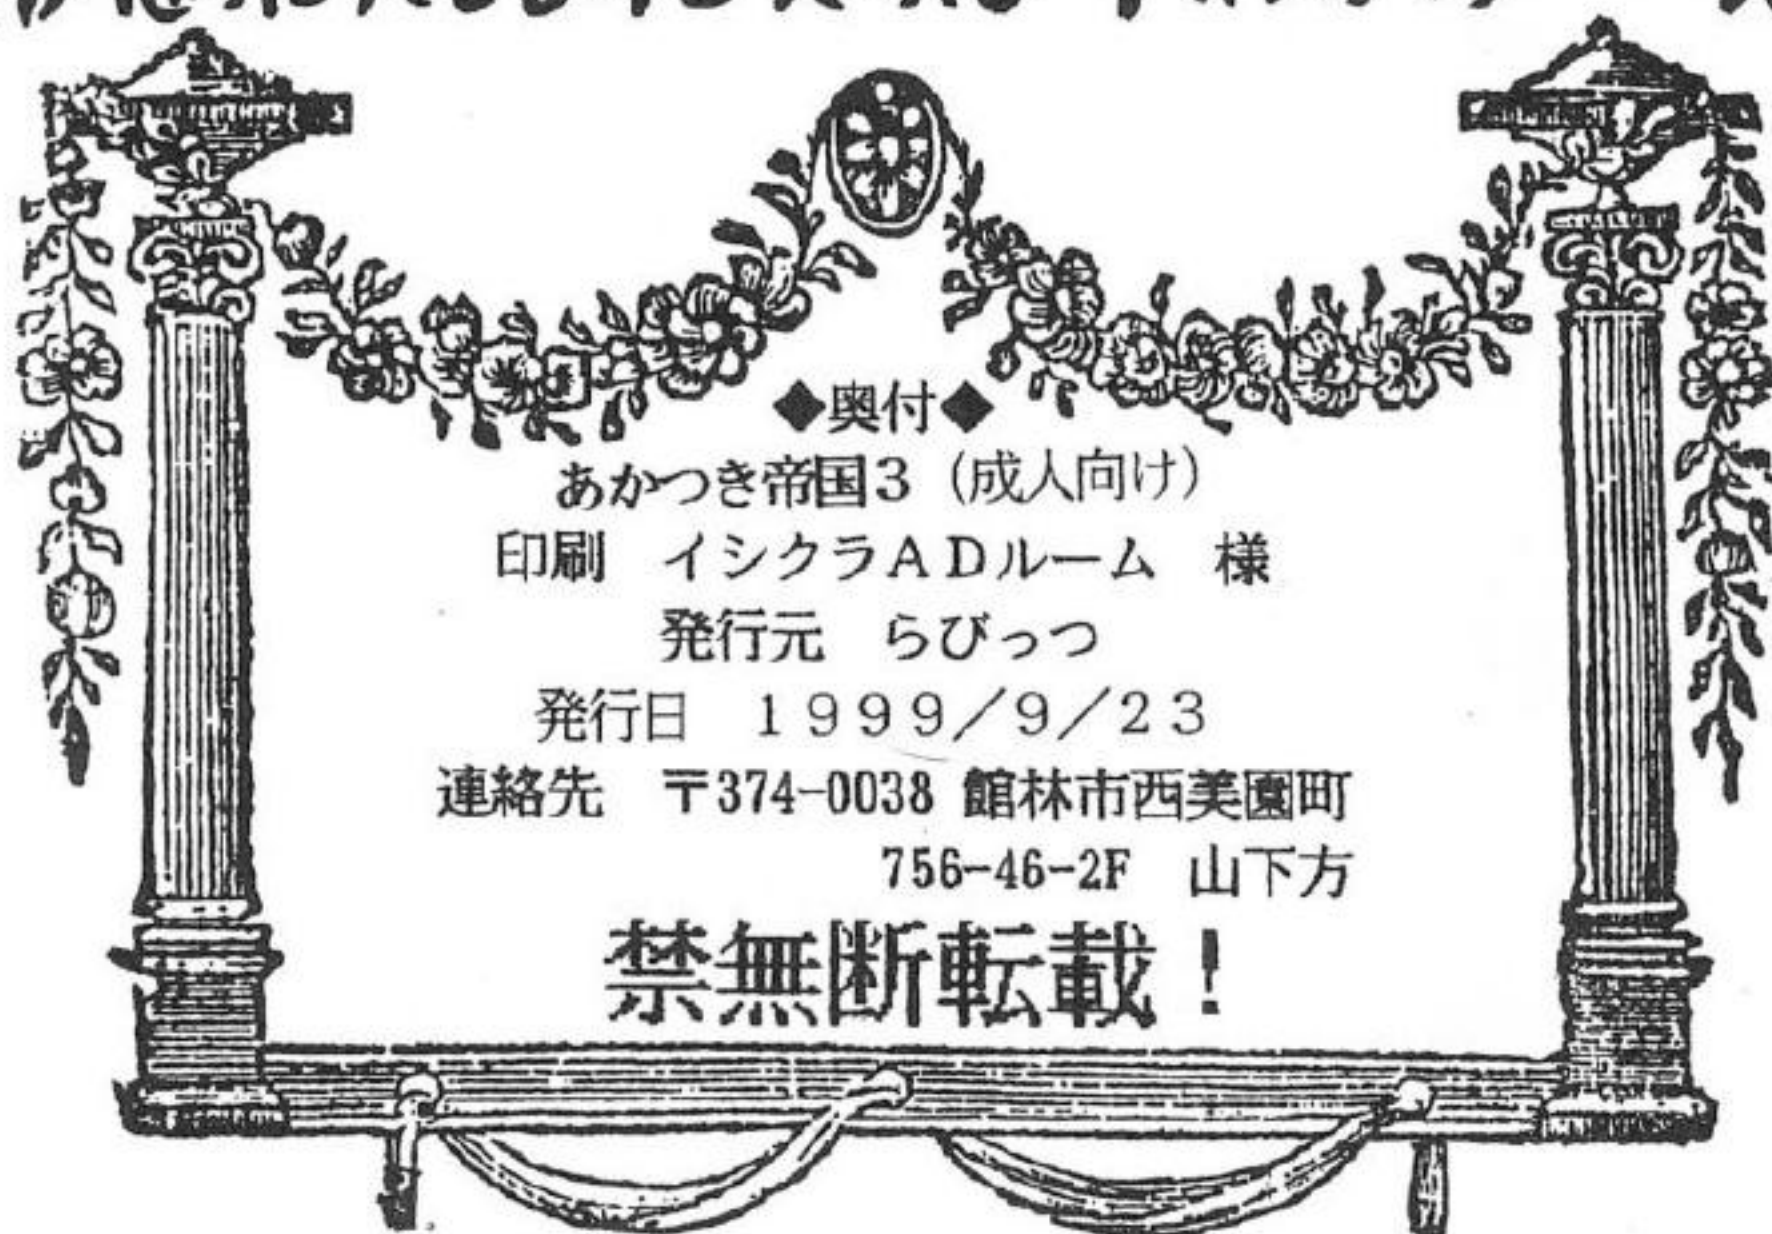 ◆奥付◆
あかつき帝国3（成人向け）
印刷　イシクラADルーム　様
発行元　らびっつ
発行日　1999／9／23
連絡先　〒374-0038 館林市西美園町
756-46-2F　山下方
禁無断転載！